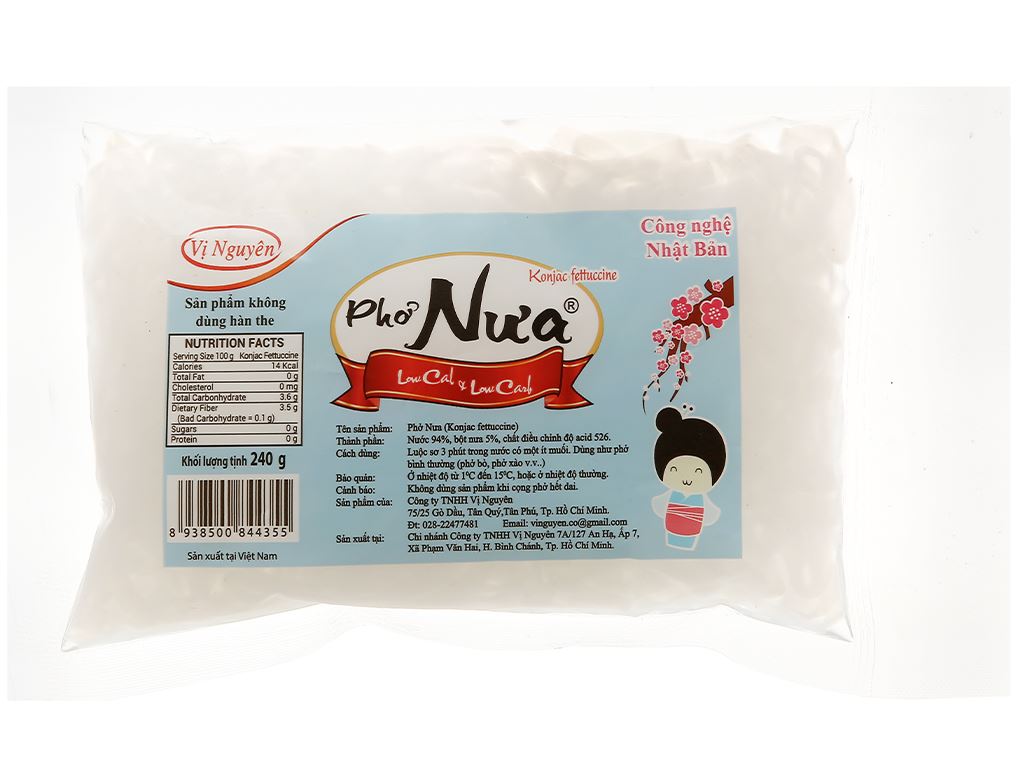 Vị Nguyên
Công nghệ
Nhật Bản
Konjac fettuccine
Phở Nưa®
Low Cal & Low Carb
Sản phẩm không
dùng hàn the
NUTRITION FACTS
Serving Size 100 g Konjac Fettuccine
Calories 14 Kcal
Total Fat 0 g
Cholesterol 0 mg
Total Carbonhydrate 3.6 g
Dietary Fiber 3.5 g
(Bad Carbohydrate = 0.1 g)
Sugars 0 g
Protein 0 g
Khối lượng tịnh 240 g
8 938500 844355
Sản xuất tại Việt Nam
Tên sản phẩm: Phở Nưa (Konjac fettuccine)
Thành phần: Nước 94%, bột nưa 5%, chất điều chỉnh độ acid 526.
Cách dùng: Luộc sơ 3 phút trong nước có một ít muối. Dùng như phở
bình thường (phở bò, phở xào v.v..)
Bảo quản: Ở nhiệt độ từ 1ºC đến 15ºC, hoặc ở nhiệt độ thường.
Cảnh báo: Không dùng sản phẩm khi cọng phở hết dai.
Sản phẩm của: Công ty TNHH Vị Nguyên
75/25 Gò Dầu, Tân Quý,Tân Phú, Tp. Hồ Chí Minh.
Đt: 028-22477481 Email: vinguyen.co@gmail.com
Sản xuất tại: Chi nhánh Công ty TNHH Vị Nguyên 7A/127 An Hạ, Ấp 7,
Xã Phạm Văn Hai, H. Bình Chánh, Tp. Hồ Chí Minh.